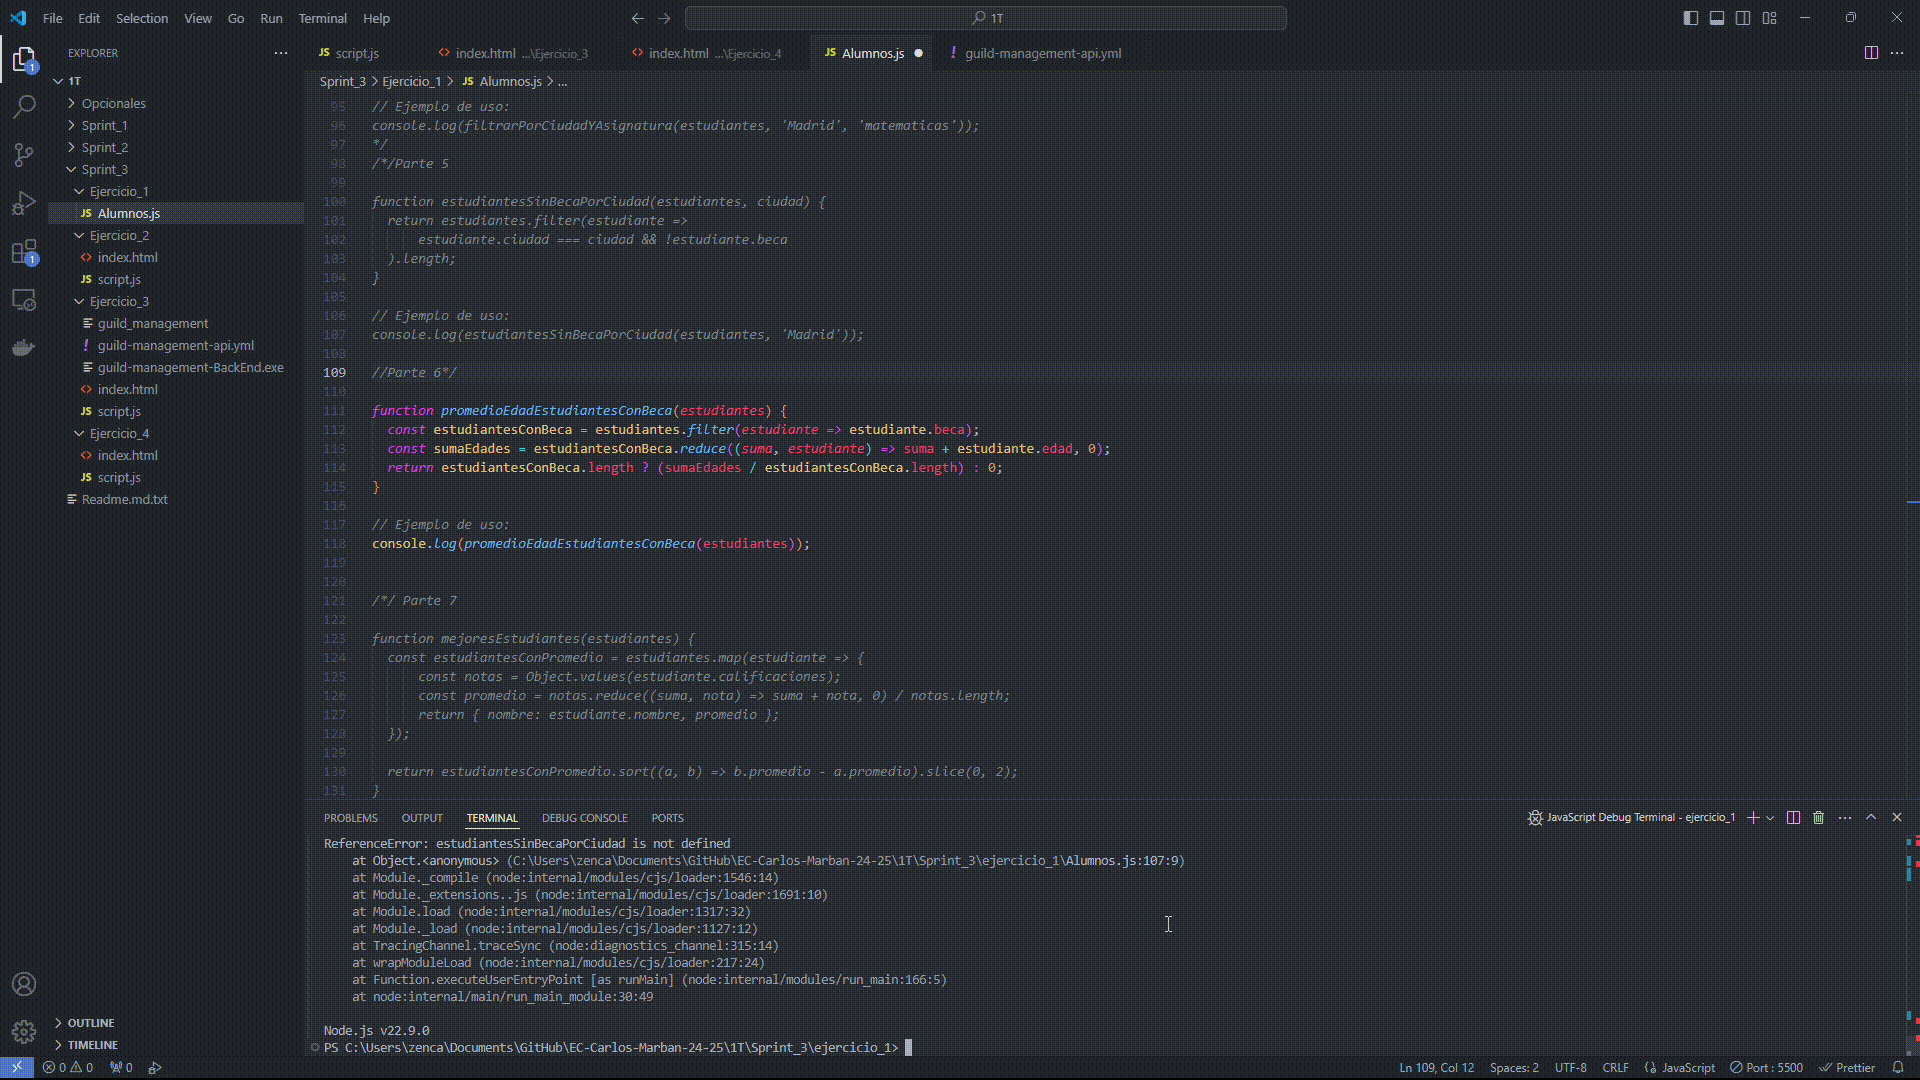 File Edit Selection View Go Run Terminal Help
1T
EXPLORER
1T
Opcionales
Sprint_1
Sprint_2
Sprint_3
Ejercicio_1
JS Alumnos.js
Ejercicio_2
<> index.html
JS script.js
Ejercicio_3
guild_management
! guild-management-api.yml
guild-management-BackEnd.exe
<> index.html
JS script.js
Ejercicio_4
<> index.html
JS script.js
Readme.md.txt
OUTLINE
TIMELINE
JS script.js <> index.html ...\Ejercicio_3 <> index.html ...\Ejercicio_4 JS Alumnos.js ● ! guild-management-api.yml
Sprint_3 > Ejercicio_1 > JS Alumnos.js > ...
95 // Ejemplo de uso:
96 console.log(filtrarPorCiudadYAsignatura(estudiantes, 'Madrid', 'matematicas'));
97 */
98 /*/Parte 5
99
100 function estudiantesSinBecaPorCiudad(estudiantes, ciudad) {
101 return estudiantes.filter(estudiante =>
102 estudiante.ciudad === ciudad && !estudiante.beca
103 ).length;
104 }
105
106 // Ejemplo de uso:
107 console.log(estudiantesSinBecaPorCiudad(estudiantes, 'Madrid'));
108
109 //Parte 6*/
110
111 function promedioEdadEstudiantesConBeca(estudiantes) {
112 const estudiantesConBeca = estudiantes.filter(estudiante => estudiante.beca);
113 const sumaEdades = estudiantesConBeca.reduce((suma, estudiante) => suma + estudiante.edad, 0);
114 return estudiantesConBeca.length ? (sumaEdades / estudiantesConBeca.length) : 0;
115 }
116
117 // Ejemplo de uso:
118 console.log(promedioEdadEstudiantesConBeca(estudiantes));
119
120
121 /*/ Parte 7
122
123 function mejoresEstudiantes(estudiantes) {
124 const estudiantesConPromedio = estudiantes.map(estudiante => {
125 const notas = Object.values(estudiante.calificaciones);
126 const promedio = notas.reduce((suma, nota) => suma + nota, 0) / notas.length;
127 return { nombre: estudiante.nombre, promedio };
128 });
129
130 return estudiantesConPromedio.sort((a, b) => b.promedio - a.promedio).slice(0, 2);
131 }
PROBLEMS OUTPUT TERMINAL DEBUG CONSOLE PORTS
JavaScript Debug Terminal - ejercicio_1
ReferenceError: estudiantesSinBecaPorCiudad is not defined
at Object.<anonymous> (C:\Users\zenca\Documents\GitHub\EC-Carlos-Marban-24-25\1T\Sprint_3\ejercicio_1\Alumnos.js:107:9)
at Module._compile (node:internal/modules/cjs/loader:1546:14)
at Module._extensions..js (node:internal/modules/cjs/loader:1691:10)
at Module.load (node:internal/modules/cjs/loader:1317:32)
at Module._load (node:internal/modules/cjs/loader:1127:12)
at TracingChannel.traceSync (node:diagnostics_channel:315:14)
at wrapModuleLoad (node:internal/modules/cjs/loader:217:24)
at Function.executeUserEntryPoint [as runMain] (node:internal/modules/run_main:166:5)
at node:internal/main/run_main_module:30:49
Node.js v22.9.0
PS C:\Users\zenca\Documents\GitHub\EC-Carlos-Marban-24-25\1T\Sprint_3\ejercicio_1>
0 0 0 Ln 109, Col 12 Spaces: 2 UTF-8 CRLF {} JavaScript Port : 5500 Prettier
1
1